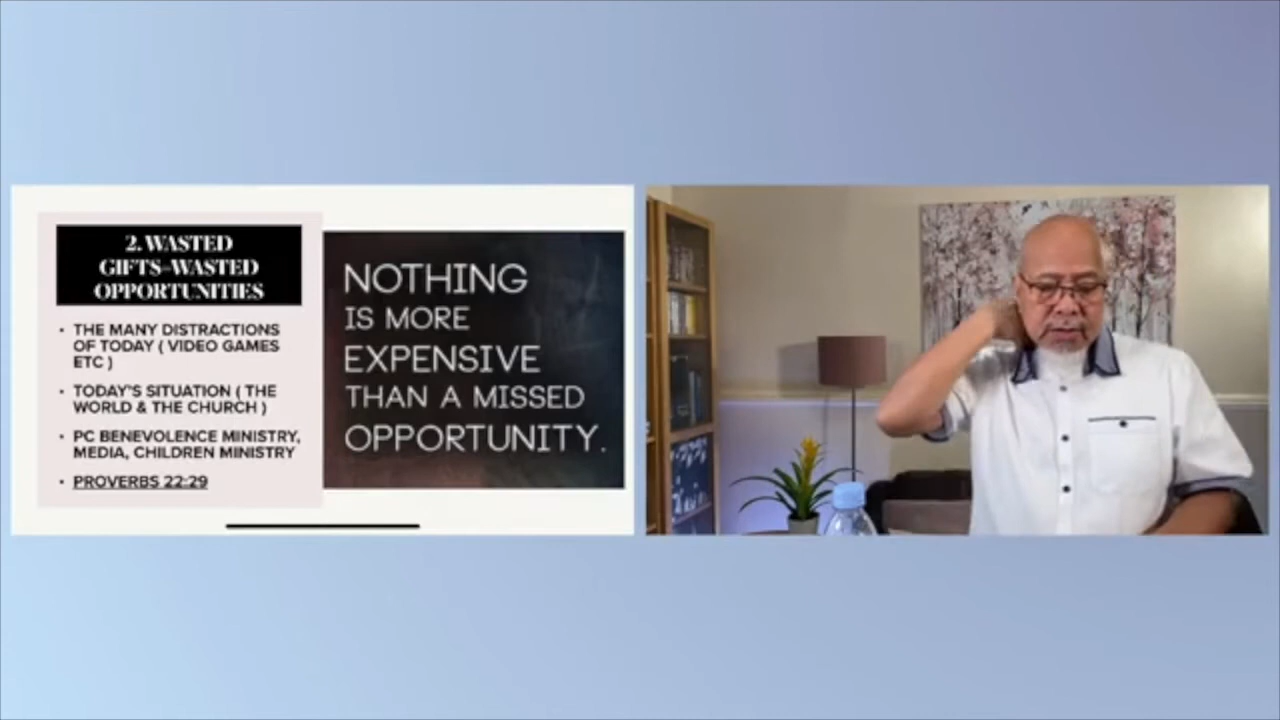 2. WASTED
GIFTS=WASTED
OPPORTUNITIES
• THE MANY DISTRACTIONS
OF TODAY ( VIDEO GAMES
ETC )
• TODAY'S SITUATION ( THE
WORLD & THE CHURCH )
• PC BENEVOLENCE MINISTRY,
MEDIA, CHILDREN MINISTRY
• PROVERBS 22:29
NOTHING
IS MORE
EXPENSIVE
THAN A MISSED
OPPORTUNITY.